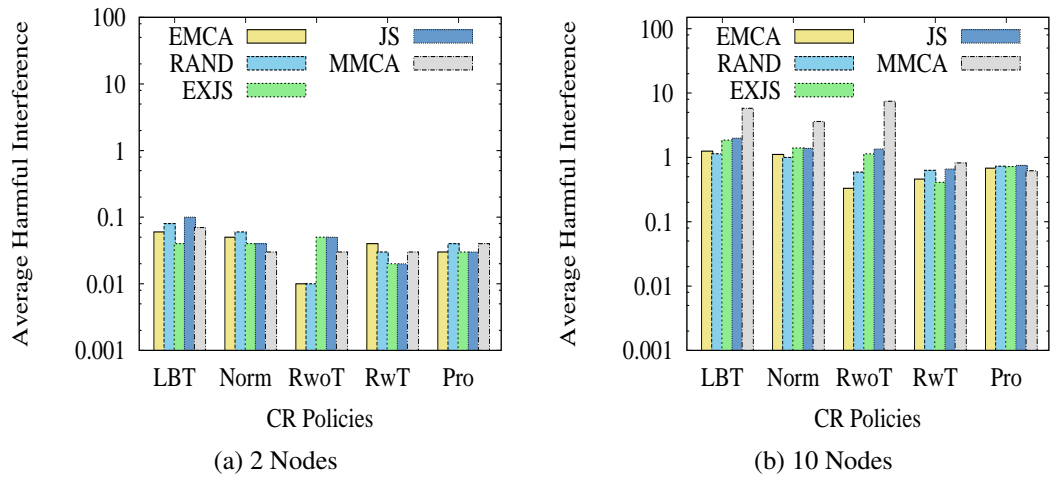 Average Harmful Interference
100
10
1
0.1
0.01
0.001
EMCA
RAND
EXJS
JS
MMCA
LBT Norm RwoT RwT Pro
CR Policies
(a) 2 Nodes
Average Harmful Interference
100
10
1
0.1
0.01
0.001
EMCA
RAND
EXJS
JS
MMCA
LBT Norm RwoT RwT Pro
CR Policies
(b) 10 Nodes